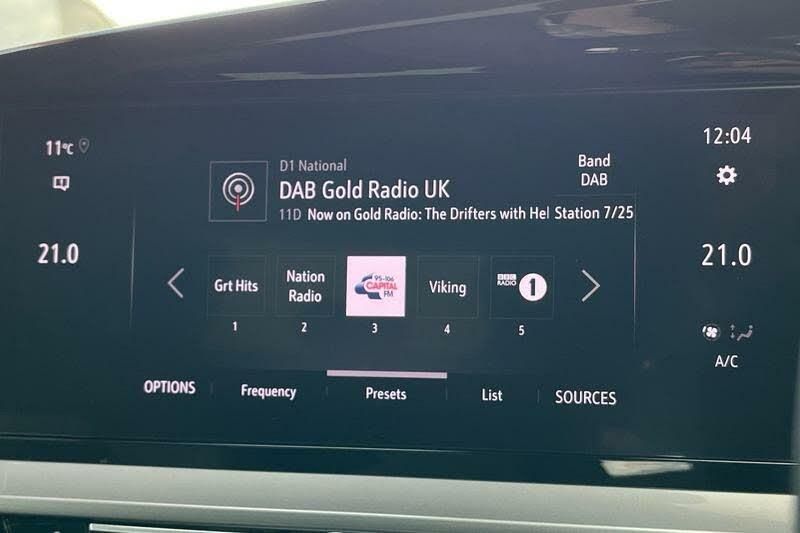 11°C
21.0
D1 National
DAB Gold Radio UK
11D Now on Gold Radio: The Drifters with Hel Station 7/25
Band
DAB
12:04
21.0
A/C
Grt Hits
Nation
Radio
95-106
CAPITAL
FM
Viking
BBC
RADIO 1
1 2 3 4 5
OPTIONS Frequency Presets List SOURCES